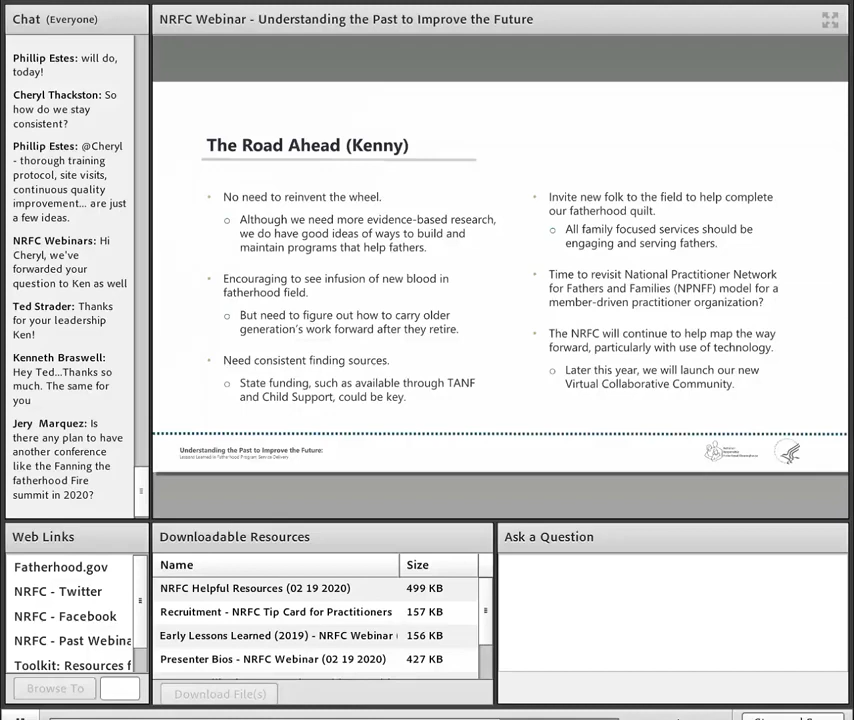 Chat (Everyone)
Phillip Estes: will do,
today!
Cheryl Thackston: So
how do we stay
consistent?
Phillip Estes: @Cheryl
- thorough training
protocol, site visits,
continuous quality
improvement... are just
a few ideas.
NRFC Webinars: Hi
Cheryl, we've
forwarded your
question to Ken as well
Ted Strader: Thanks
for your leadership
Ken!
Kenneth Braswell:
Hey Ted...Thanks so
much. The same for
you
Jery Marquez: Is
there any plan to have
another conference
like the Fanning the
fatherhood Fire
summit in 2020?
NRFC Webinar - Understanding the Past to Improve the Future
The Road Ahead (Kenny)
No need to reinvent the wheel.
Although we need more evidence-based research,
we do have good ideas of ways to build and
maintain programs that help fathers.
Encouraging to see infusion of new blood in
fatherhood field.
But need to figure out how to carry older
generation's work forward after they retire.
Need consistent finding sources.
State funding, such as available through TANF
and Child Support, could be key.
Invite new folk to the field to help complete
our fatherhood quilt.
All family focused services should be
engaging and serving fathers.
Time to revisit National Practitioner Network
for Fathers and Families (NPNFF) model for a
member-driven practitioner organization?
The NRFC will continue to help map the way
forward, particularly with use of technology.
Later this year, we will launch our new
Virtual Collaborative Community.
Understanding the Past to Improve the Future:
Lessons Learned in Fatherhood Program Service Delivery
Web Links
Fatherhood.gov
NRFC - Twitter
NRFC - Facebook
NRFC - Past Webina
Toolkit: Resources f
Browse To
Downloadable Resources
Name Size
NRFC Helpful Resources (02 19 2020) 499 KB
Recruitment - NRFC Tip Card for Practitioners 157 KB
Early Lessons Learned (2019) - NRFC Webinar 156 KB
Presenter Bios - NRFC Webinar (02 19 2020) 427 KB
Download File(s)
Ask a Question